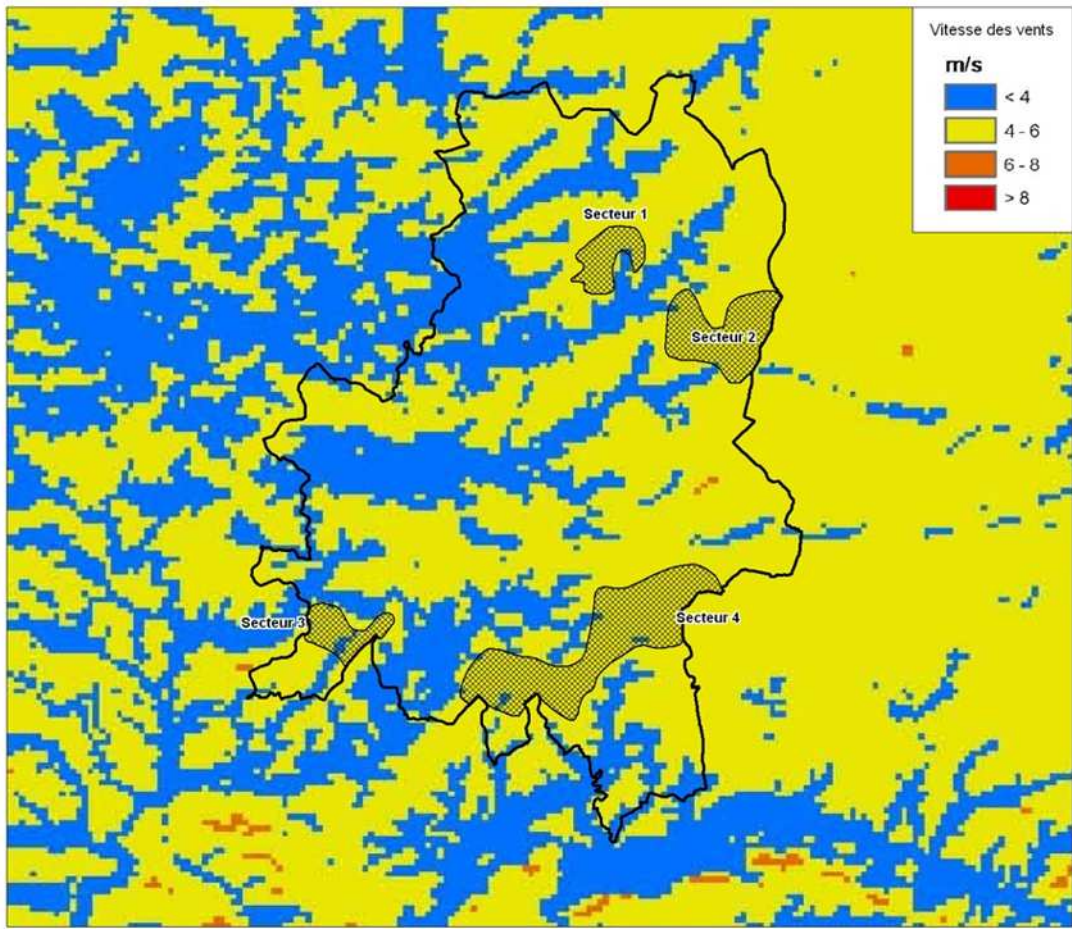 Vitesse des vents
m/s
< 4
4 - 6
6 - 8
> 8
Secteur 1
Secteur 2
Secteur 3
Secteur 4